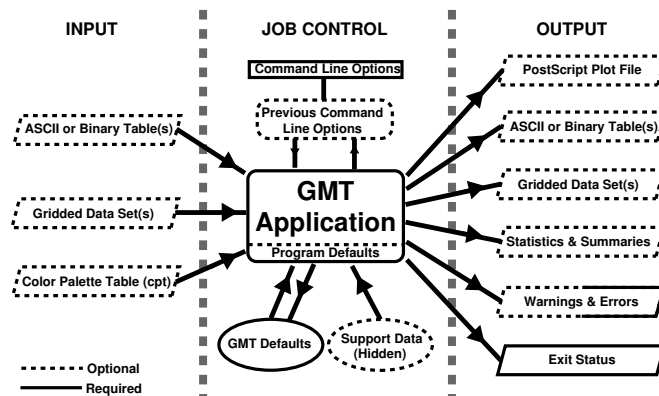 INPUT
JOB CONTROL
OUTPUT
Command Line Options
Previous Command
Line Options
ASCII or Binary Table(s)
Gridded Data Set(s)
Color Palette Table (cpt)
GMT
Application
Program Defaults
GMT Defaults
Support Data
(Hidden)
PostScript Plot File
ASCII or Binary Table(s)
Gridded Data Set(s)
Statistics & Summaries
Warnings & Errors
Exit Status
Optional
Required